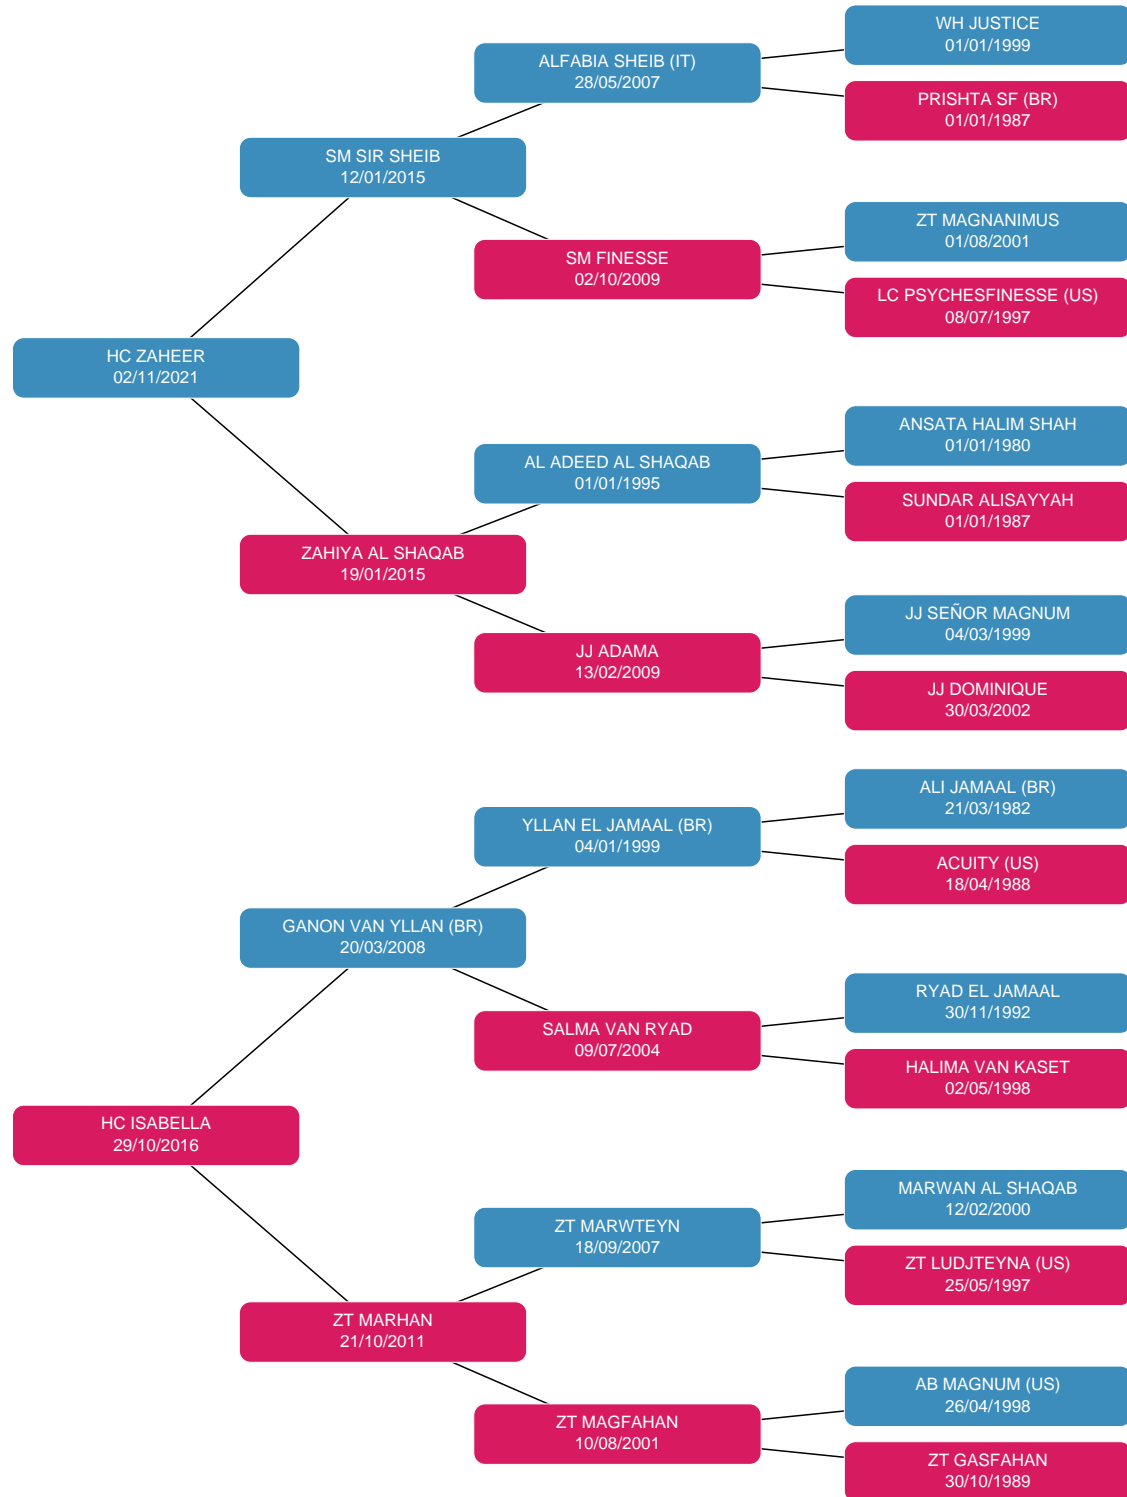 WH JUSTICE
01/01/1999
ALFABIA SHEIB (IT)
28/05/2007
PRISHTA SF (BR)
01/01/1987
SM SIR SHEIB
12/01/2015
ZT MAGNANIMUS
01/08/2001
SM FINESSE
02/10/2009
LC PSYCHESFINESSE (US)
08/07/1997
HC ZAHEER
02/11/2021
ANSATA HALIM SHAH
01/01/1980
AL ADEED AL SHAQAB
01/01/1995
SUNDAR ALISAYYAH
01/01/1987
ZAHIYA AL SHAQAB
19/01/2015
JJ SEÑOR MAGNUM
04/03/1999
JJ ADAMA
13/02/2009
JJ DOMINIQUE
30/03/2002
ALI JAMAAL (BR)
21/03/1982
YLLAN EL JAMAAL (BR)
04/01/1999
ACUITY (US)
18/04/1988
GANON VAN YLLAN (BR)
20/03/2008
RYAD EL JAMAAL
30/11/1992
SALMA VAN RYAD
09/07/2004
HALIMA VAN KASET
02/05/1998
HC ISABELLA
29/10/2016
MARWAN AL SHAQAB
12/02/2000
ZT MARWTEYN
18/09/2007
ZT LUDJTEYNA (US)
25/05/1997
ZT MARHAN
21/10/2011
AB MAGNUM (US)
26/04/1998
ZT MAGFAHAN
10/08/2001
ZT GASFAHAN
30/10/1989